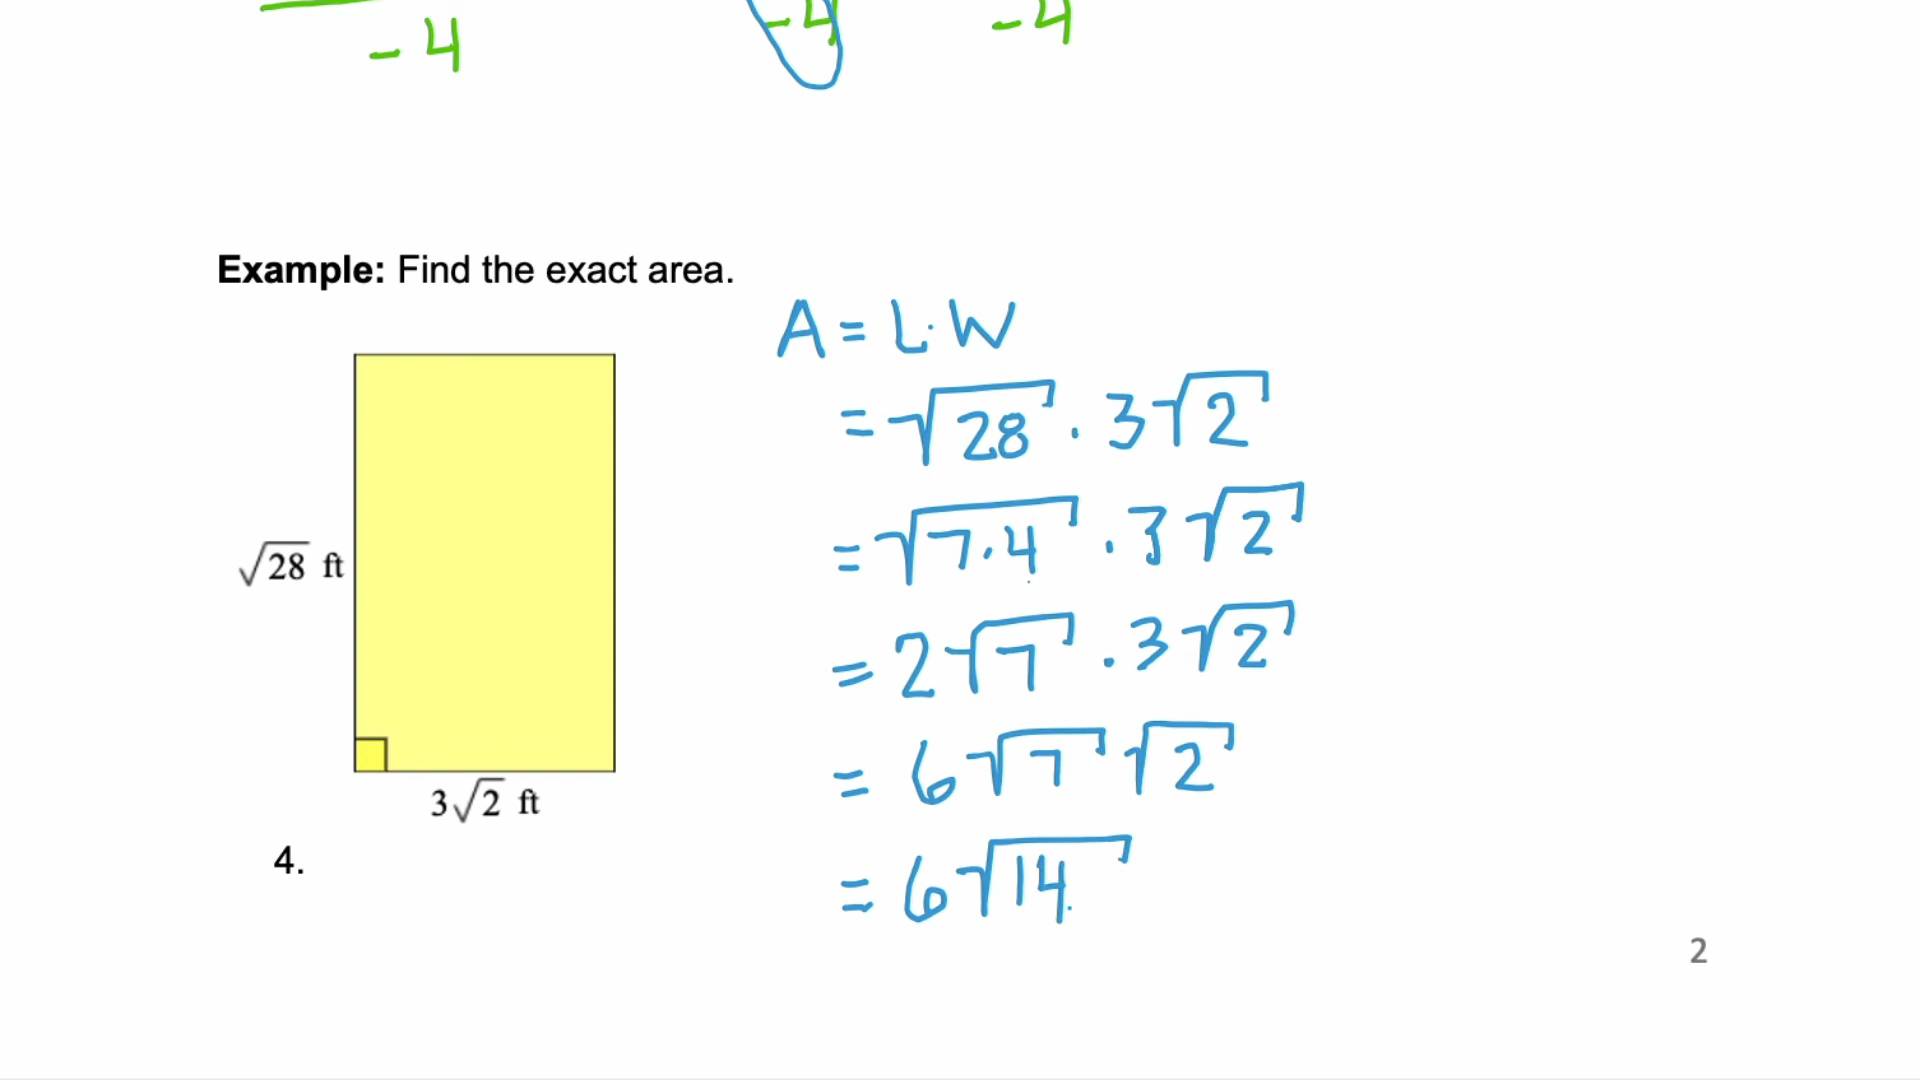 -4 -4 -4
Example: Find the exact area.
A = L·W
= √28 · 3√2
= √7·4 · 3√2
√28 ft
= 2√7 · 3√2
= 6√7 √2
3√2 ft
4.
= 6√14
2